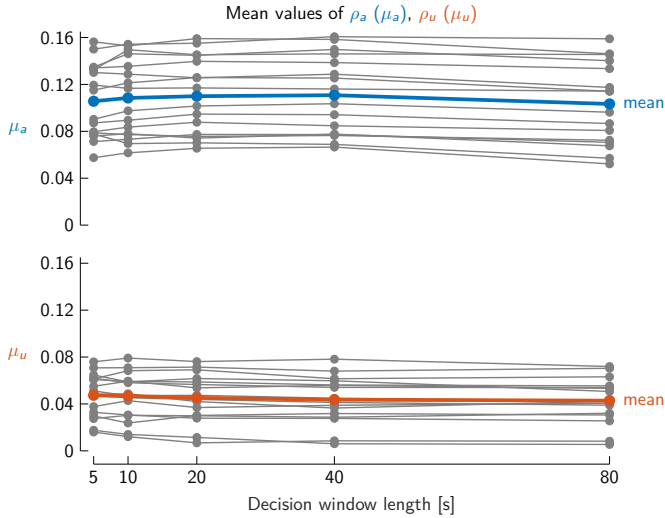 Mean values of ρₐ (μₐ), ρᵤ (μᵤ)
0.16
0.12
mean
μₐ
0.08
0.04
0
0.16
0.12
μᵤ
0.08
0.04
mean
0
5 10 20 40 80
Decision window length [s]